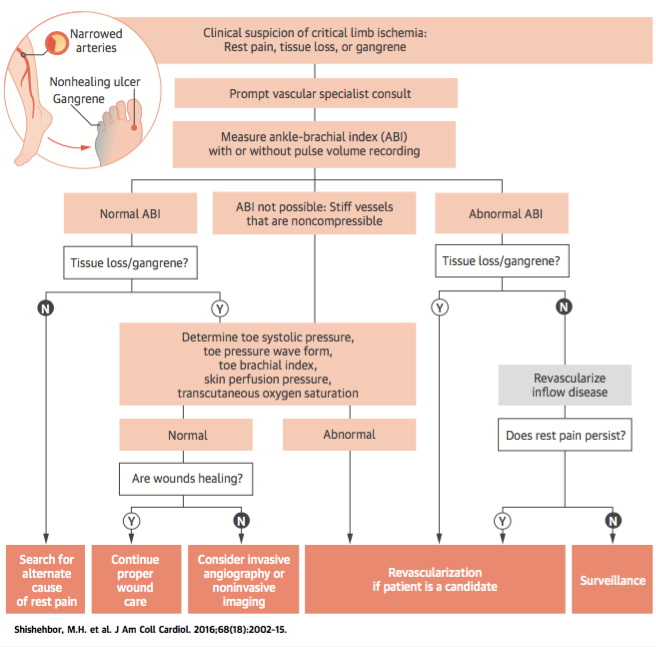 Narrowed
arteries
Nonhealing ulcer
Gangrene
Clinical suspicion of critical limb ischemia:
Rest pain, tissue loss, or gangrene
Prompt vascular specialist consult
Measure ankle-brachial index (ABI)
with or without pulse volume recording
Normal ABI
ABI not possible: Stiff vessels
that are noncompressible
Abnormal ABI
Tissue loss/gangrene?
Tissue loss/gangrene?
N
Y
Y
N
Determine toe systolic pressure,
toe pressure wave form,
toe brachial index,
skin perfusion pressure,
transcutaneous oxygen saturation
Revascularize
inflow disease
Normal
Abnormal
Does rest pain persist?
Are wounds healing?
Y
N
Y
N
Search for
alternate
cause
of rest pain
Continue
proper
wound
care
Consider invasive
angiography or
noninvasive
imaging
Revascularization
if patient is a candidate
Surveillance
Shishehbor, M.H. et al. J Am Coll Cardiol. 2016;68(18):2002-15.